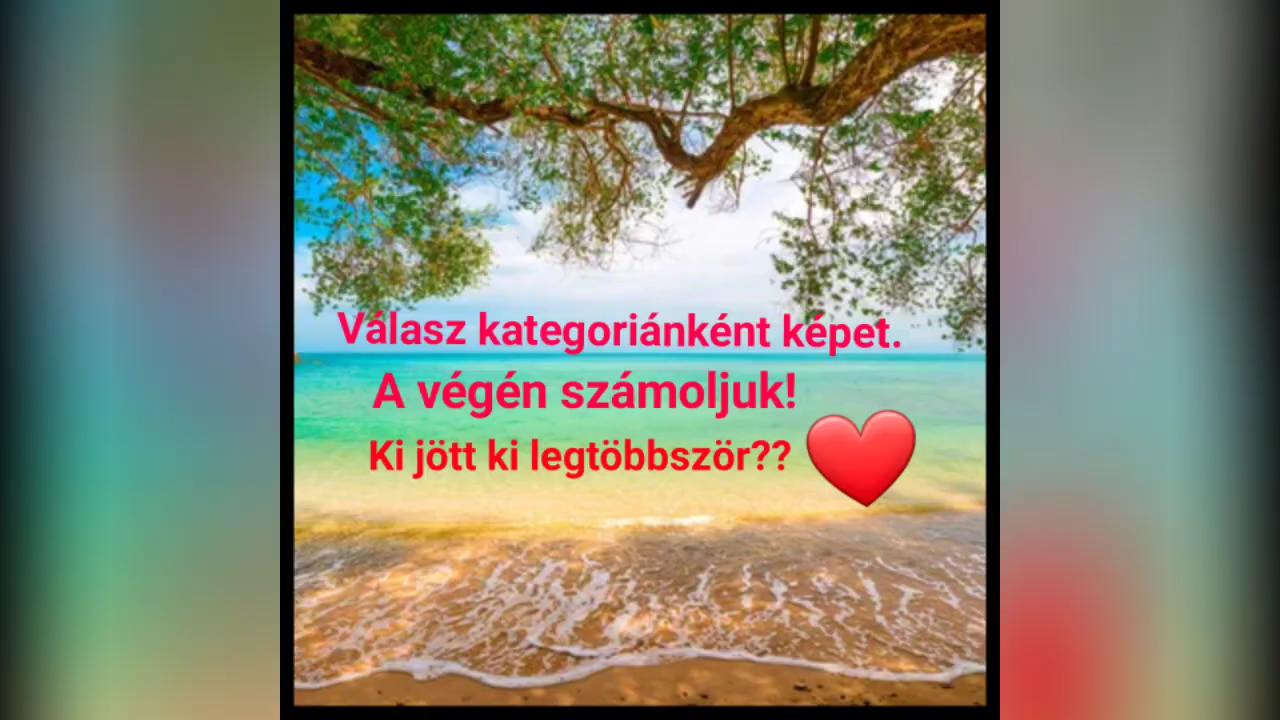 Válasz kategoriánként képet.
A végén számoljuk!
Ki jött ki legtöbbször??